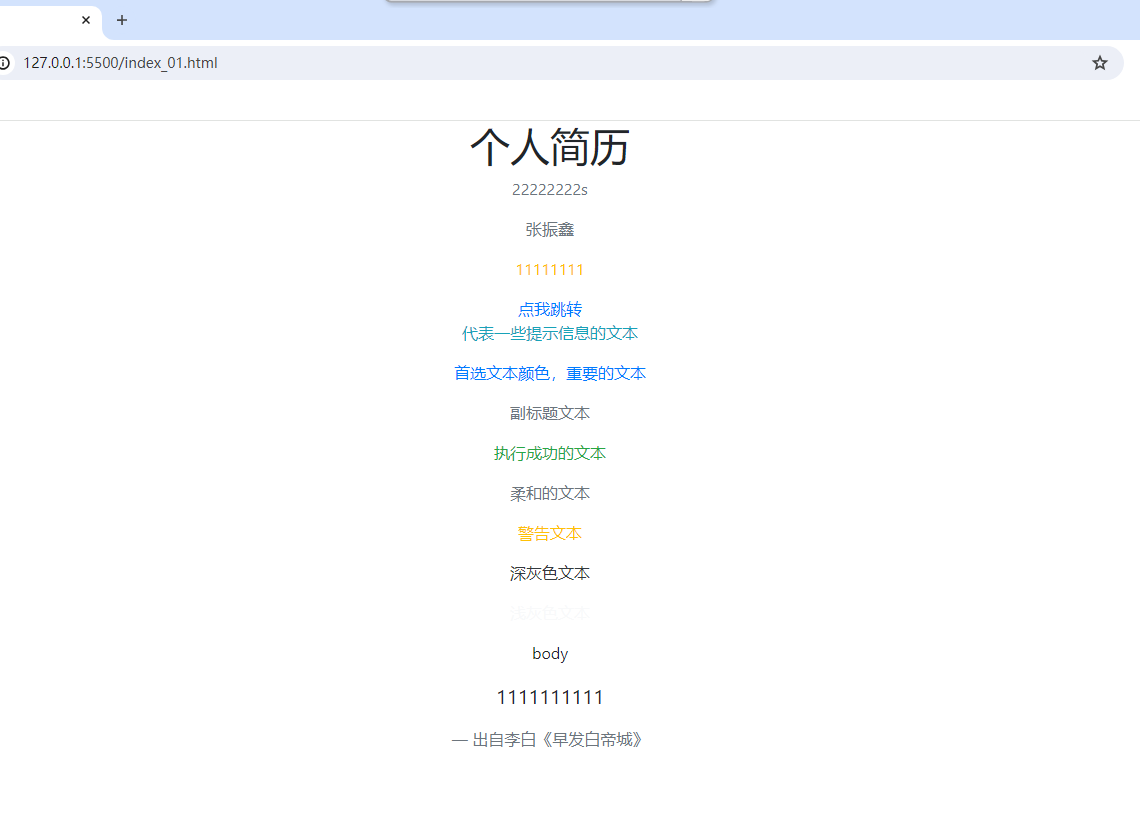 127.0.0.1:5500/index_01.html
个人简历
22222222s
张振鑫
11111111
点我跳转
代表一些提示信息的文本
首选文本颜色，重要的文本
副标题文本
执行成功的文本
柔和的文本
警告文本
深灰色文本
浅灰色文本
body
1111111111
— 出自李白《早发白帝城》